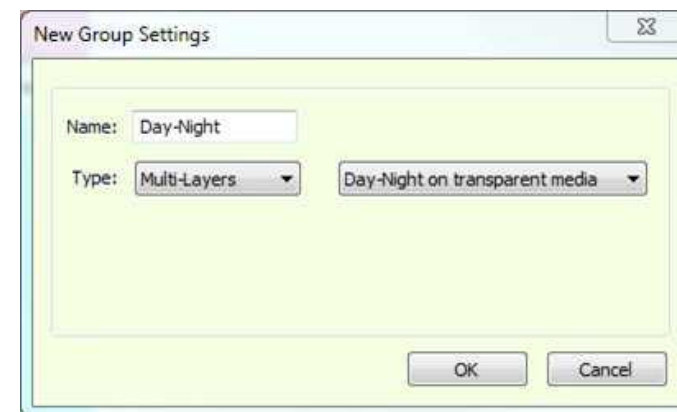 New Group Settings
Name: Day-Night
Type: Multi-Layers Day-Night on transparent media
OK Cancel